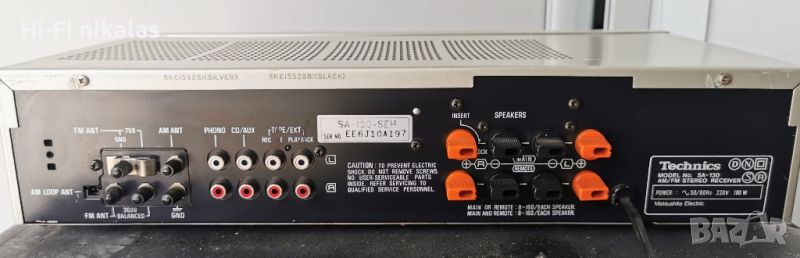 Hi-Fi nikalas
SKCI352SI(SILVER) SKCI352SBK(BLACK)
SA-130-SEH
SER NO. EE6J10A197
FM ANT 75Ω AM ANT
GND
PHONO CD/AUX TAPE/EXT
REC PLAYBACK
L
R
AM LOOP ANT
300Ω
FM ANT BALANCED GND
CAUTION: TO PREVENT ELECTRIC
SHOCK, DO NOT REMOVE SCREWS.
NO USER-SERVICEABLE PARTS
INSIDE. REFER SERVICING TO
QUALIFIED SERVICE PERSONNEL.
INSERT SPEAKERS
LOCK
+ R - MAIN - L +
REMOTE
MAIN OR REMOTE: 8-16Ω/EACH SPEAKER.
MAIN AND REMOTE: 8-16Ω/EACH SPEAKER.
Technics D N
MODEL No. SA-130 S R
AM/FM STEREO RECEIVER
POWER: ~50/60Hz 220V 180W
Matsushita Electric
bazar